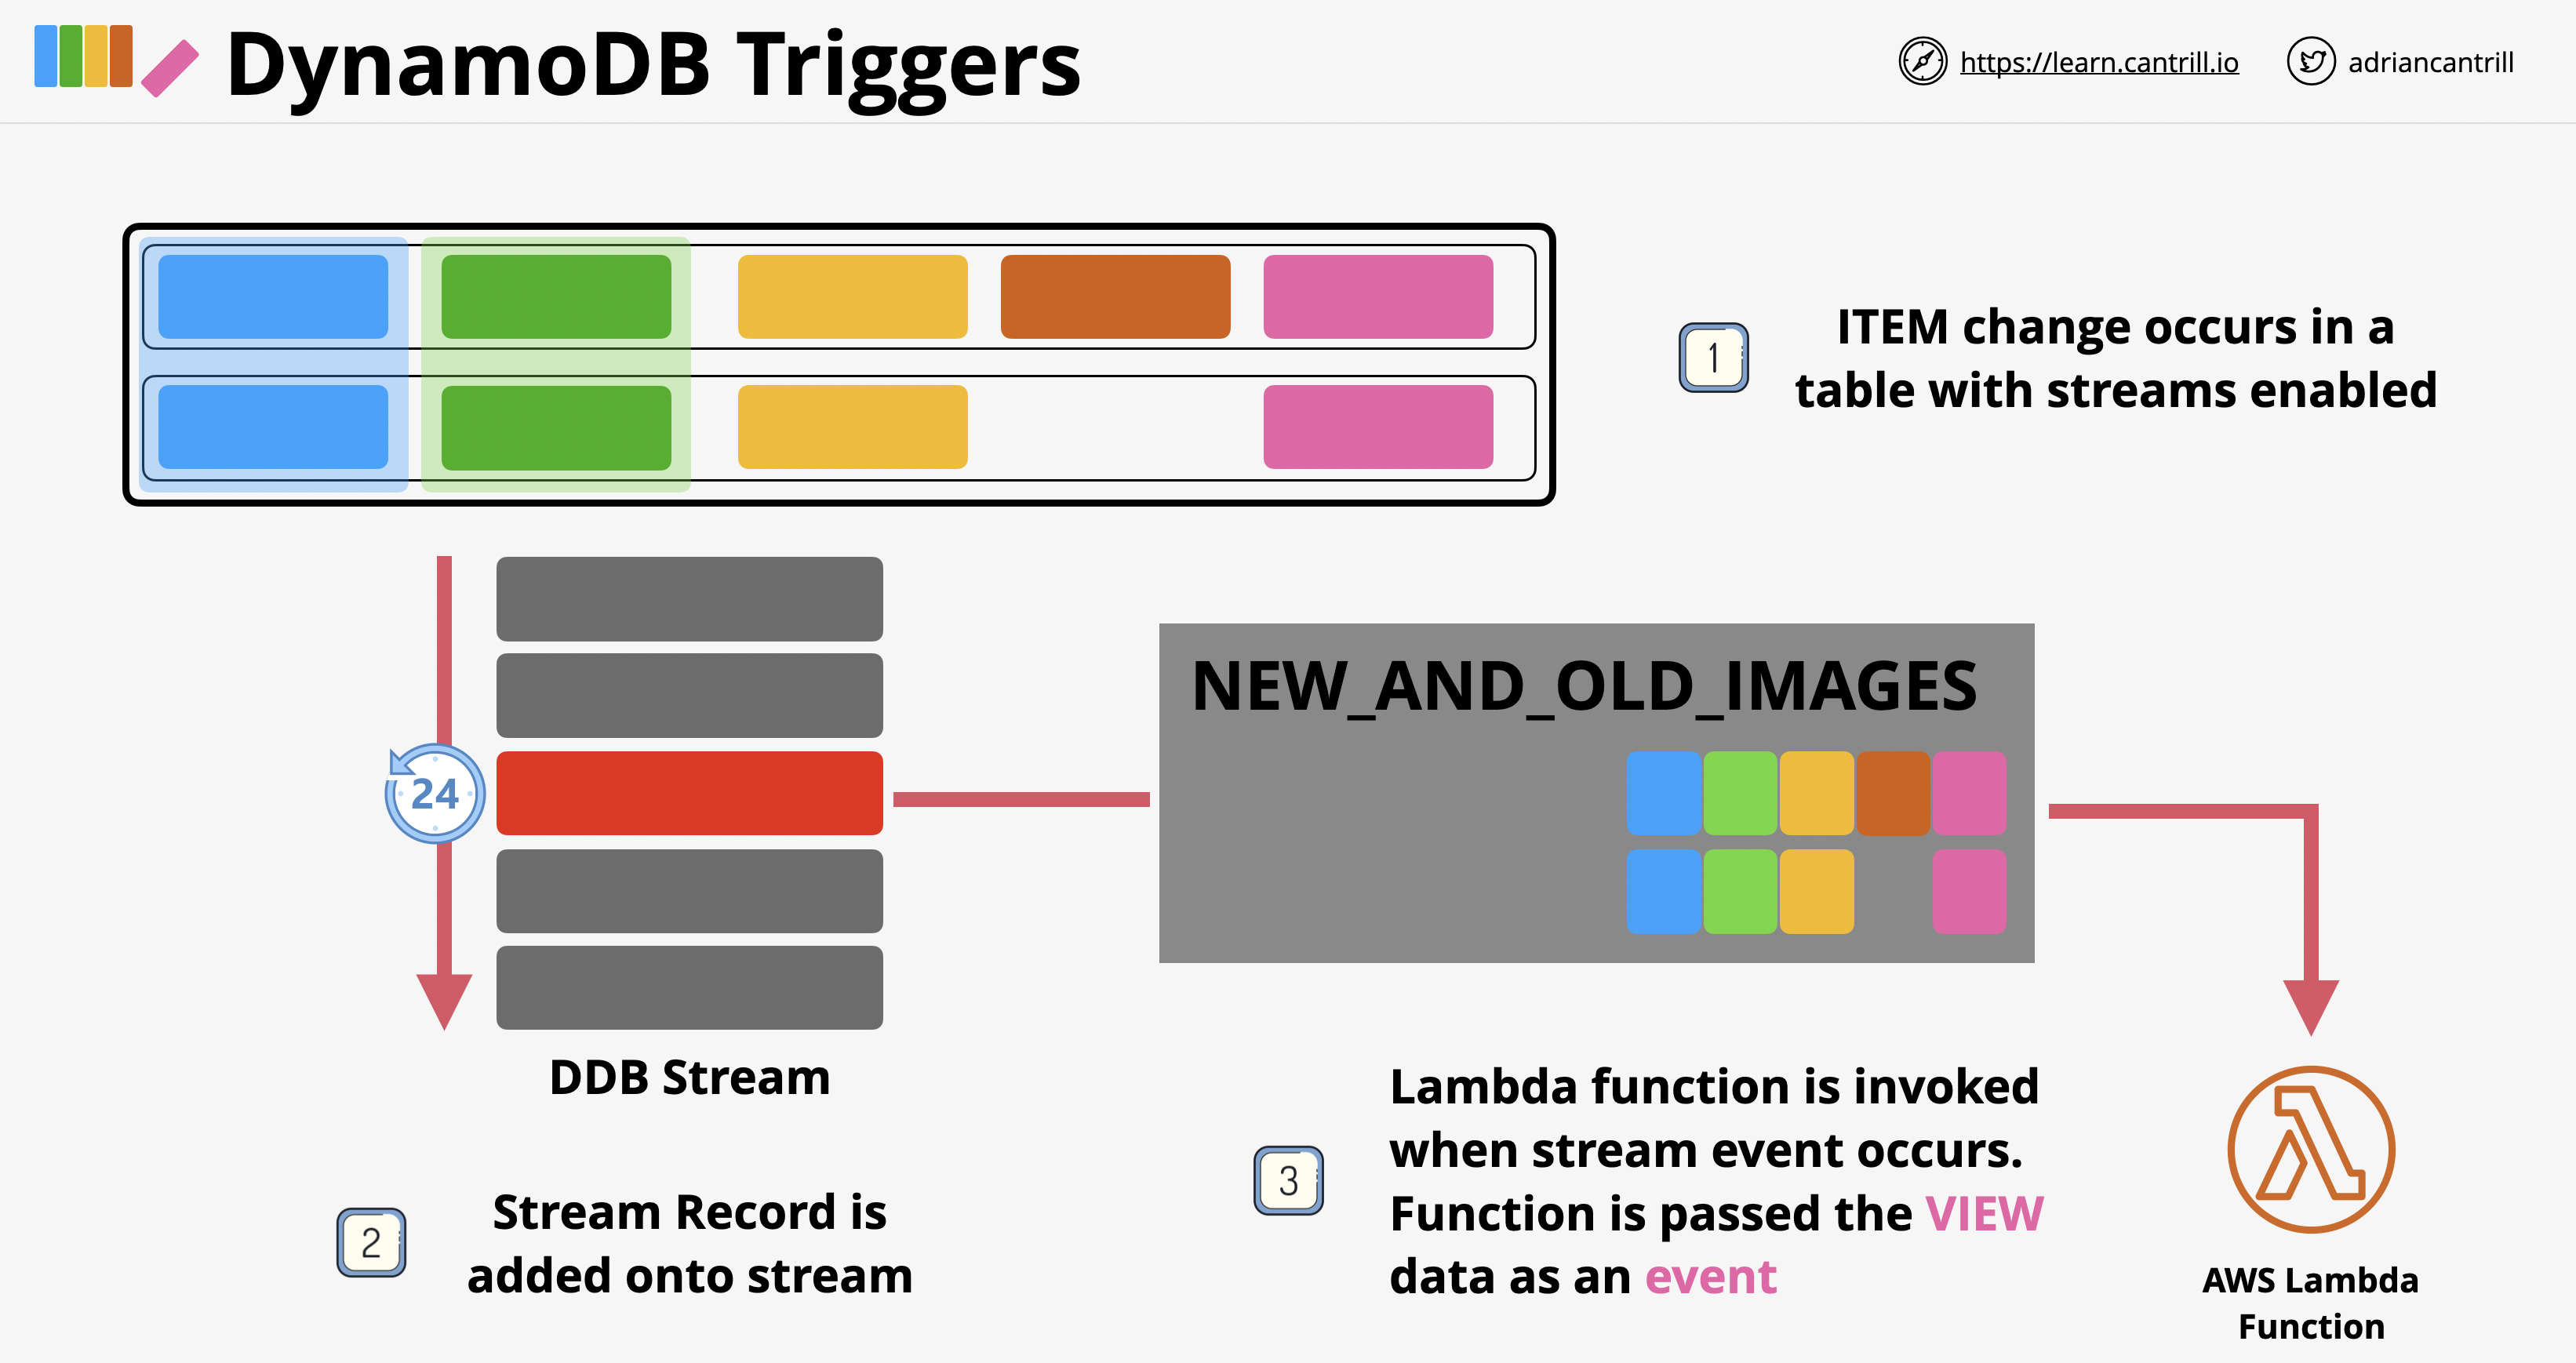 DynamoDB Triggers
https://learn.cantrill.io
adriancantrill
1
ITEM change occurs in a
table with streams enabled
NEW_AND_OLD_IMAGES
24
DDB Stream
2
Stream Record is
added onto stream
3
Lambda function is invoked
when stream event occurs.
Function is passed the VIEW
data as an event
AWS Lambda
Function